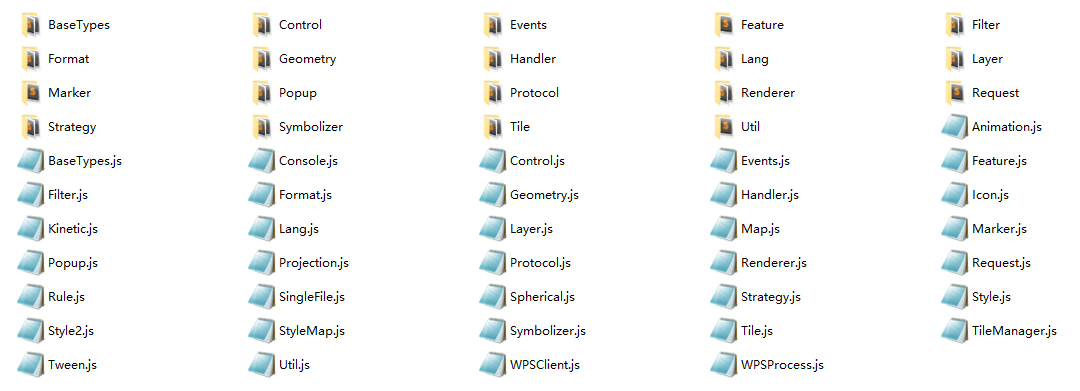 BaseTypes Control Events Feature Filter
Format Geometry Handler Lang Layer
Marker Popup Protocol Renderer Request
Strategy Symbolizer Tile Util Animation.js
BaseTypes.js Console.js Control.js Events.js Feature.js
Filter.js Format.js Geometry.js Handler.js Icon.js
Kinetic.js Lang.js Layer.js Map.js Marker.js
Popup.js Projection.js Protocol.js Renderer.js Request.js
Rule.js SingleFile.js Spherical.js Strategy.js Style.js
Style2.js StyleMap.js Symbolizer.js Tile.js TileManager.js
Tween.js Util.js WPSClient.js WPSProcess.js